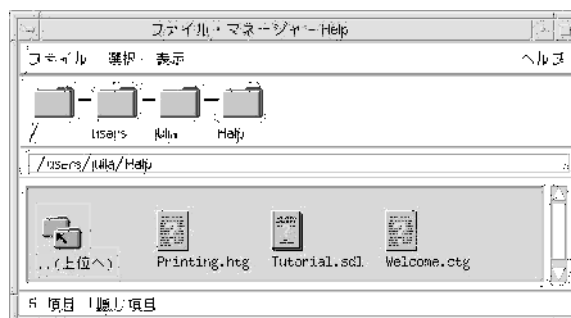 ファイル・マネージャ - Help
ファイル 選択 表示 ヘルプ
/ users julia Help
/users/julia/Help
..(上位へ) Printing.htg Tutorial.sdl Welcome.ctg
項目 隠し項目